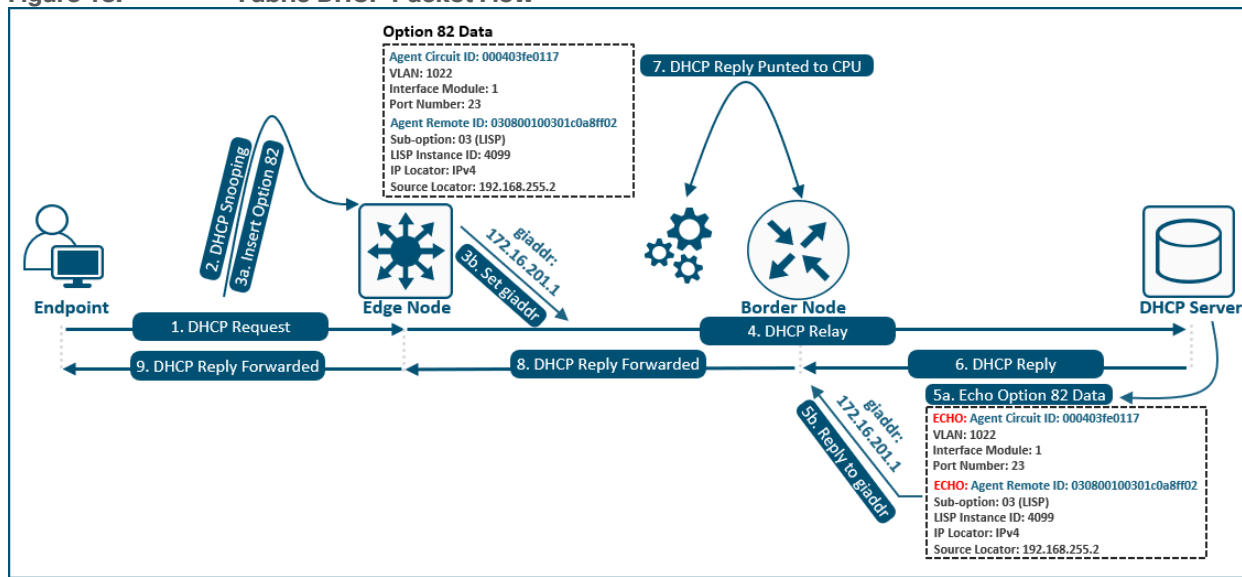 Option 82 Data
Agent Circuit ID: 000403fe0117
VLAN: 1022
Interface Module: 1
Port Number: 23
Agent Remote ID: 030800100301c0a8ff02
Sub-option: 03 (LISP)
LISP Instance ID: 4099
IP Locator: IPv4
Source Locator: 192.168.255.2
7. DHCP Reply Punted to CPU
2. DHCP Snooping
3a. Insert Option 82
giaddr:
172.16.201.1
3b. Set giaddr
Endpoint
Edge Node
Border Node
DHCP Server
1. DHCP Request
4. DHCP Relay
9. DHCP Reply Forwarded
8. DHCP Reply Forwarded
6. DHCP Reply
5a. Echo Option 82 Data
giaddr:
172.16.201.1
5b. Reply to giaddr
ECHO: Agent Circuit ID: 000403fe0117
VLAN: 1022
Interface Module: 1
Port Number: 23
ECHO: Agent Remote ID: 030800100301c0a8ff02
Sub-option: 03 (LISP)
LISP Instance ID: 4099
IP Locator: IPv4
Source Locator: 192.168.255.2